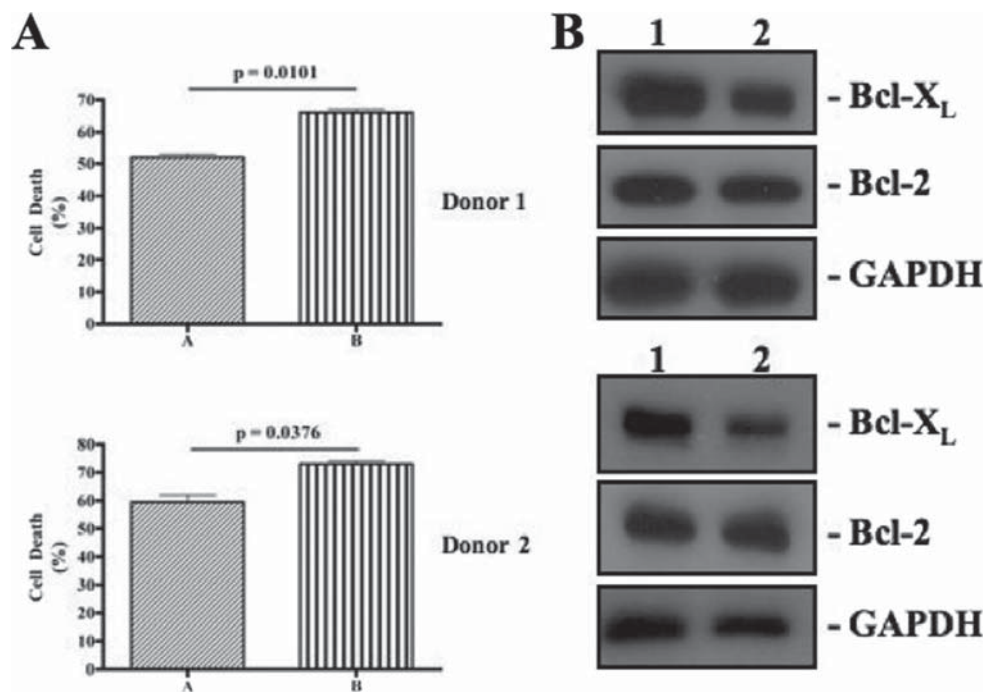 A
p = 0.0101
70
60
50
40
30
20
10
0
Cell Death
(%)
A
B
Donor 1
p = 0.0376
80
70
60
50
40
30
20
10
0
Cell Death
(%)
A
B
Donor 2
B
1 2
- Bcl-XL
- Bcl-2
- GAPDH
1 2
- Bcl-XL
- Bcl-2
- GAPDH